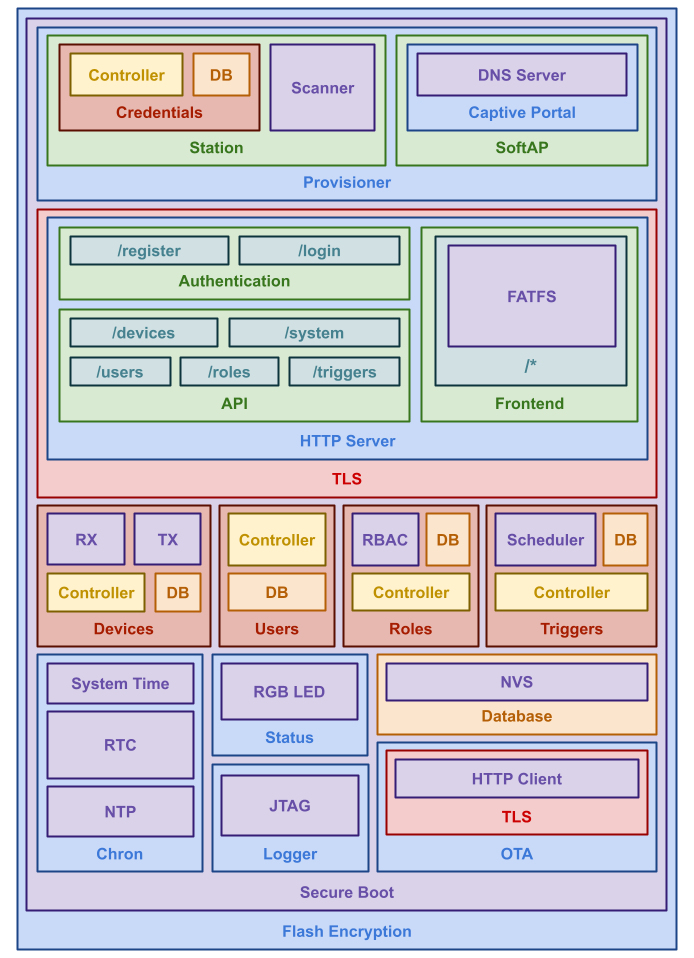 Controller
DB
Credentials
Scanner
Station
DNS Server
Captive Portal
SoftAP
Provisioner
/register
/login
Authentication
/devices
/system
/users
/roles
/triggers
API
FATFS
/*
Frontend
HTTP Server
TLS
RX
TX
Controller
DB
Devices
Controller
DB
Users
RBAC
DB
Controller
Roles
Scheduler
DB
Controller
Triggers
System Time
RTC
NTP
Chron
RGB LED
Status
JTAG
Logger
NVS
Database
HTTP Client
TLS
OTA
Secure Boot
Flash Encryption